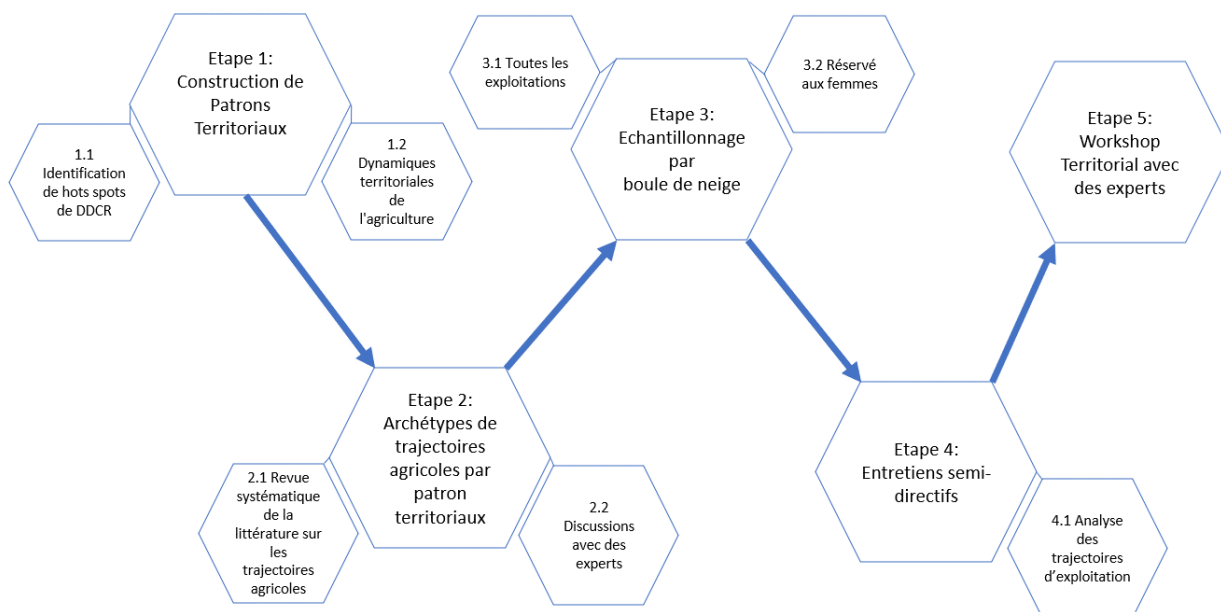 Etape 1:
Construction de
Patrons
Territoriaux
1.1
Identification
de hots spots
de DDCR
1.2
Dynamiques
territoriales
de
l'agriculture
Etape 2:
Archétypes de
trajectoires
agricoles par
patron
territoriaux
2.1 Revue
systématique
de la
littérature sur
les
trajectoires
agricoles
2.2
Discussions
avec des
experts
3.1 Toutes les
exploitations
Etape 3:
Echantillonnage
par
boule de neige
3.2 Réservé
aux femmes
Etape 4:
Entretiens semi-
directifs
4.1 Analyse
des
trajectoires
d’exploitation
Etape 5:
Workshop
Territorial avec
des experts